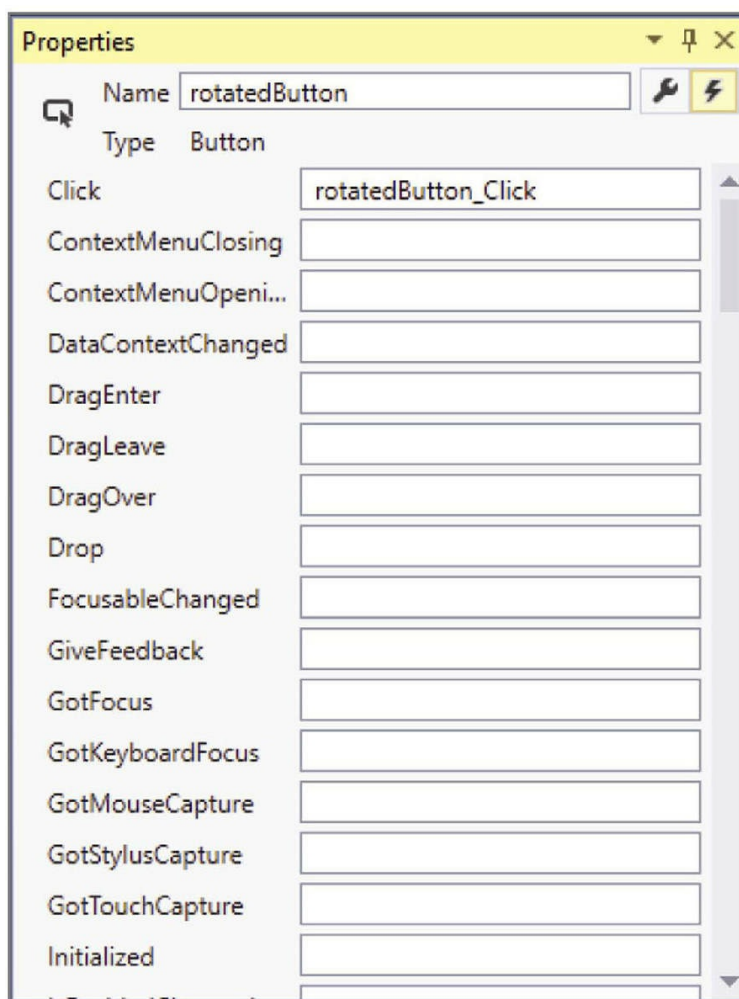 Properties
Name rotatedButton
Type Button
Click rotatedButton_Click
ContextMenuClosing
ContextMenuOpeni...
DataContextChanged
DragEnter
DragLeave
DragOver
Drop
FocusableChanged
GiveFeedback
GotFocus
GotKeyboardFocus
GotMouseCapture
GotStylusCapture
GotTouchCapture
Initialized